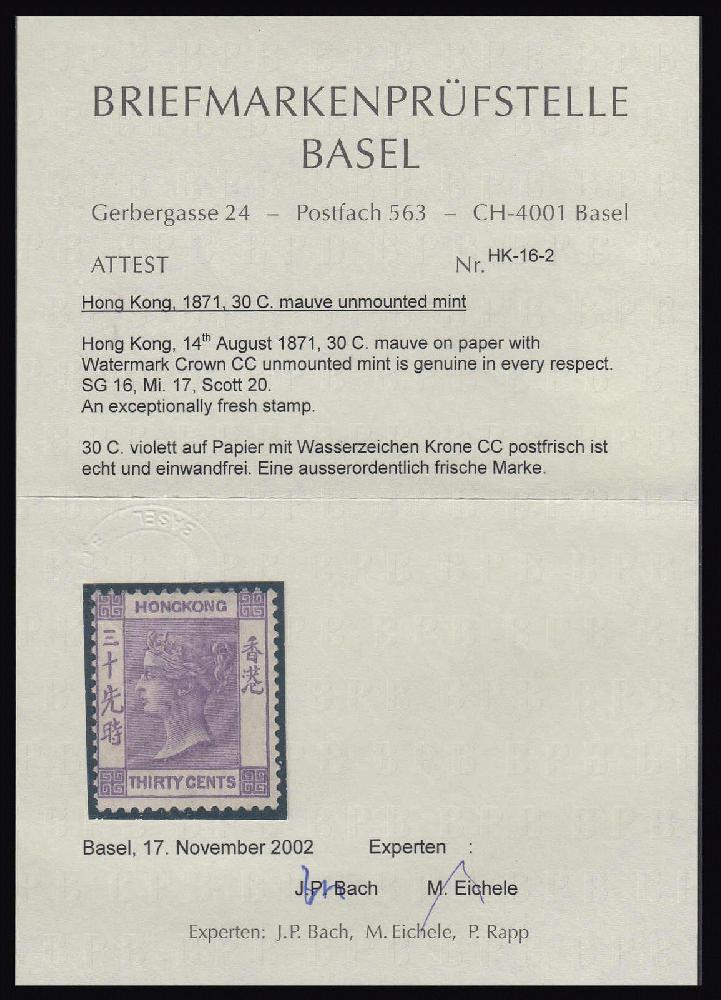 BRIEFMARKENPRÜFSTELLE
BASEL
Gerbergasse 24 – Postfach 563 – CH-4001 Basel
ATTEST Nr. HK-16-2
Hong Kong, 1871, 30 C. mauve unmounted mint
Hong Kong, 14th August 1871, 30 C. mauve on paper with
Watermark Crown CC unmounted mint is genuine in every respect.
SG 16, Mi. 17, Scott 20.
An exceptionally fresh stamp.
30 C. violett auf Papier mit Wasserzeichen Krone CC postfrisch ist
echt und einwandfrei. Eine ausserordentlich frische Marke.
BASEL
HONGKONG
三十先時
香港
THIRTY CENTS
Basel, 17. November 2002 Experten :
J.P. Bach M. Eichele
Experten: J.P. Bach, M. Eichele, P. Rapp